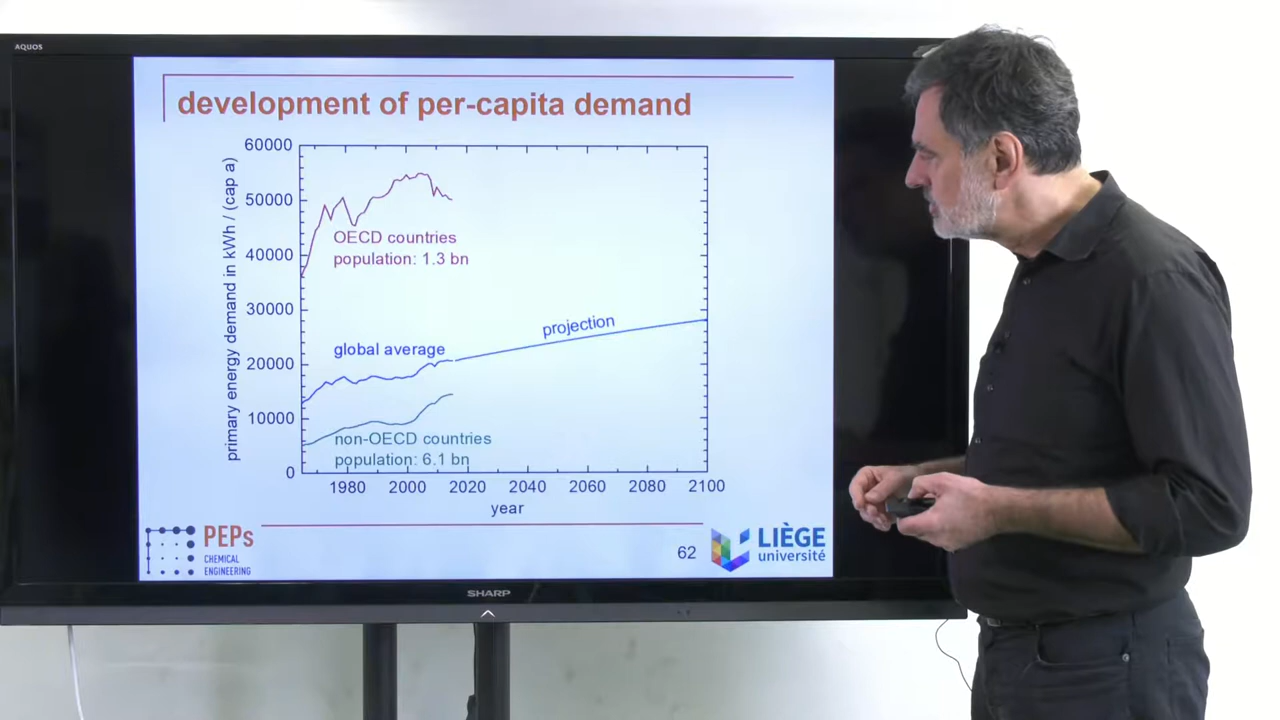 AQUOS
development of per-capita demand
primary energy demand in kWh / (cap a)
60000
50000
40000
30000
20000
10000
0
OECD countries
population: 1.3 bn
projection
global average
non-OECD countries
population: 6.1 bn
1980 2000 2020 2040 2060 2080 2100
year
PEPs
CHEMICAL
ENGINEERING
62
LIÈGE
université
SHARP